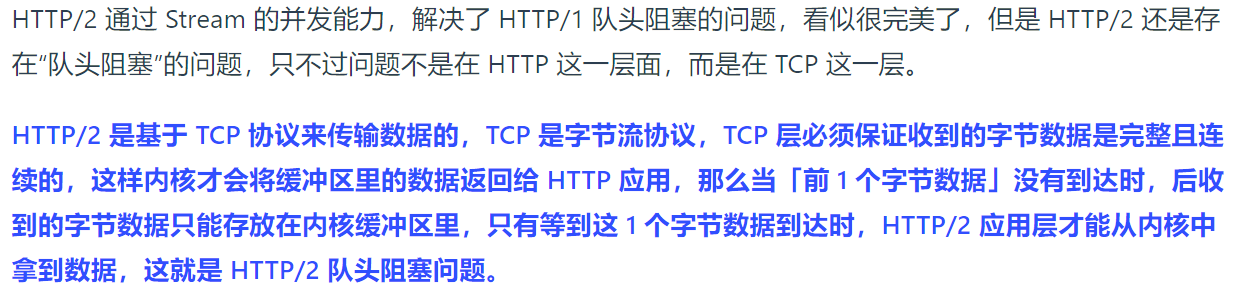 HTTP/2 通过 Stream 的并发能力，解决了 HTTP/1 队头阻塞的问题，看似很完美了，但是 HTTP/2 还是存
在“队头阻塞”的问题，只不过问题不是在 HTTP 这一层面，而是在 TCP 这一层。
HTTP/2 是基于 TCP 协议来传输数据的，TCP 是字节流协议，TCP 层必须保证收到的字节数据是完整且连
续的，这样内核才会将缓冲区里的数据返回给 HTTP 应用，那么当「前 1 个字节数据」没有到达时，后收
到的字节数据只能存放在内核缓冲区里，只有等到这 1 个字节数据到达时，HTTP/2 应用层才能从内核中
拿到数据，这就是 HTTP/2 队头阻塞问题。